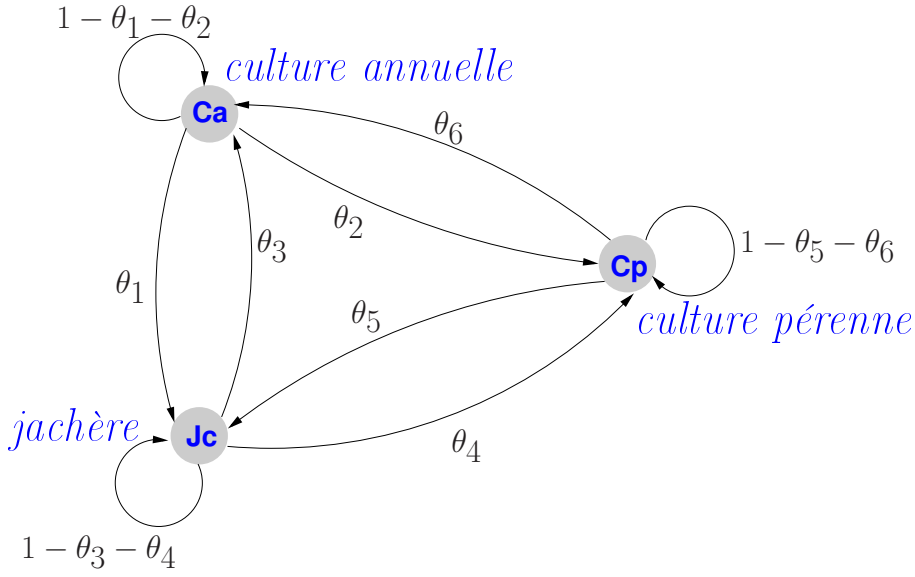 1 − θ1 − θ2
culture annuelle
Ca
θ6
θ2
θ3
1 − θ5 − θ6
Cp
θ1
θ5
culture pérenne
jachère
Jc
θ4
1 − θ3 − θ4